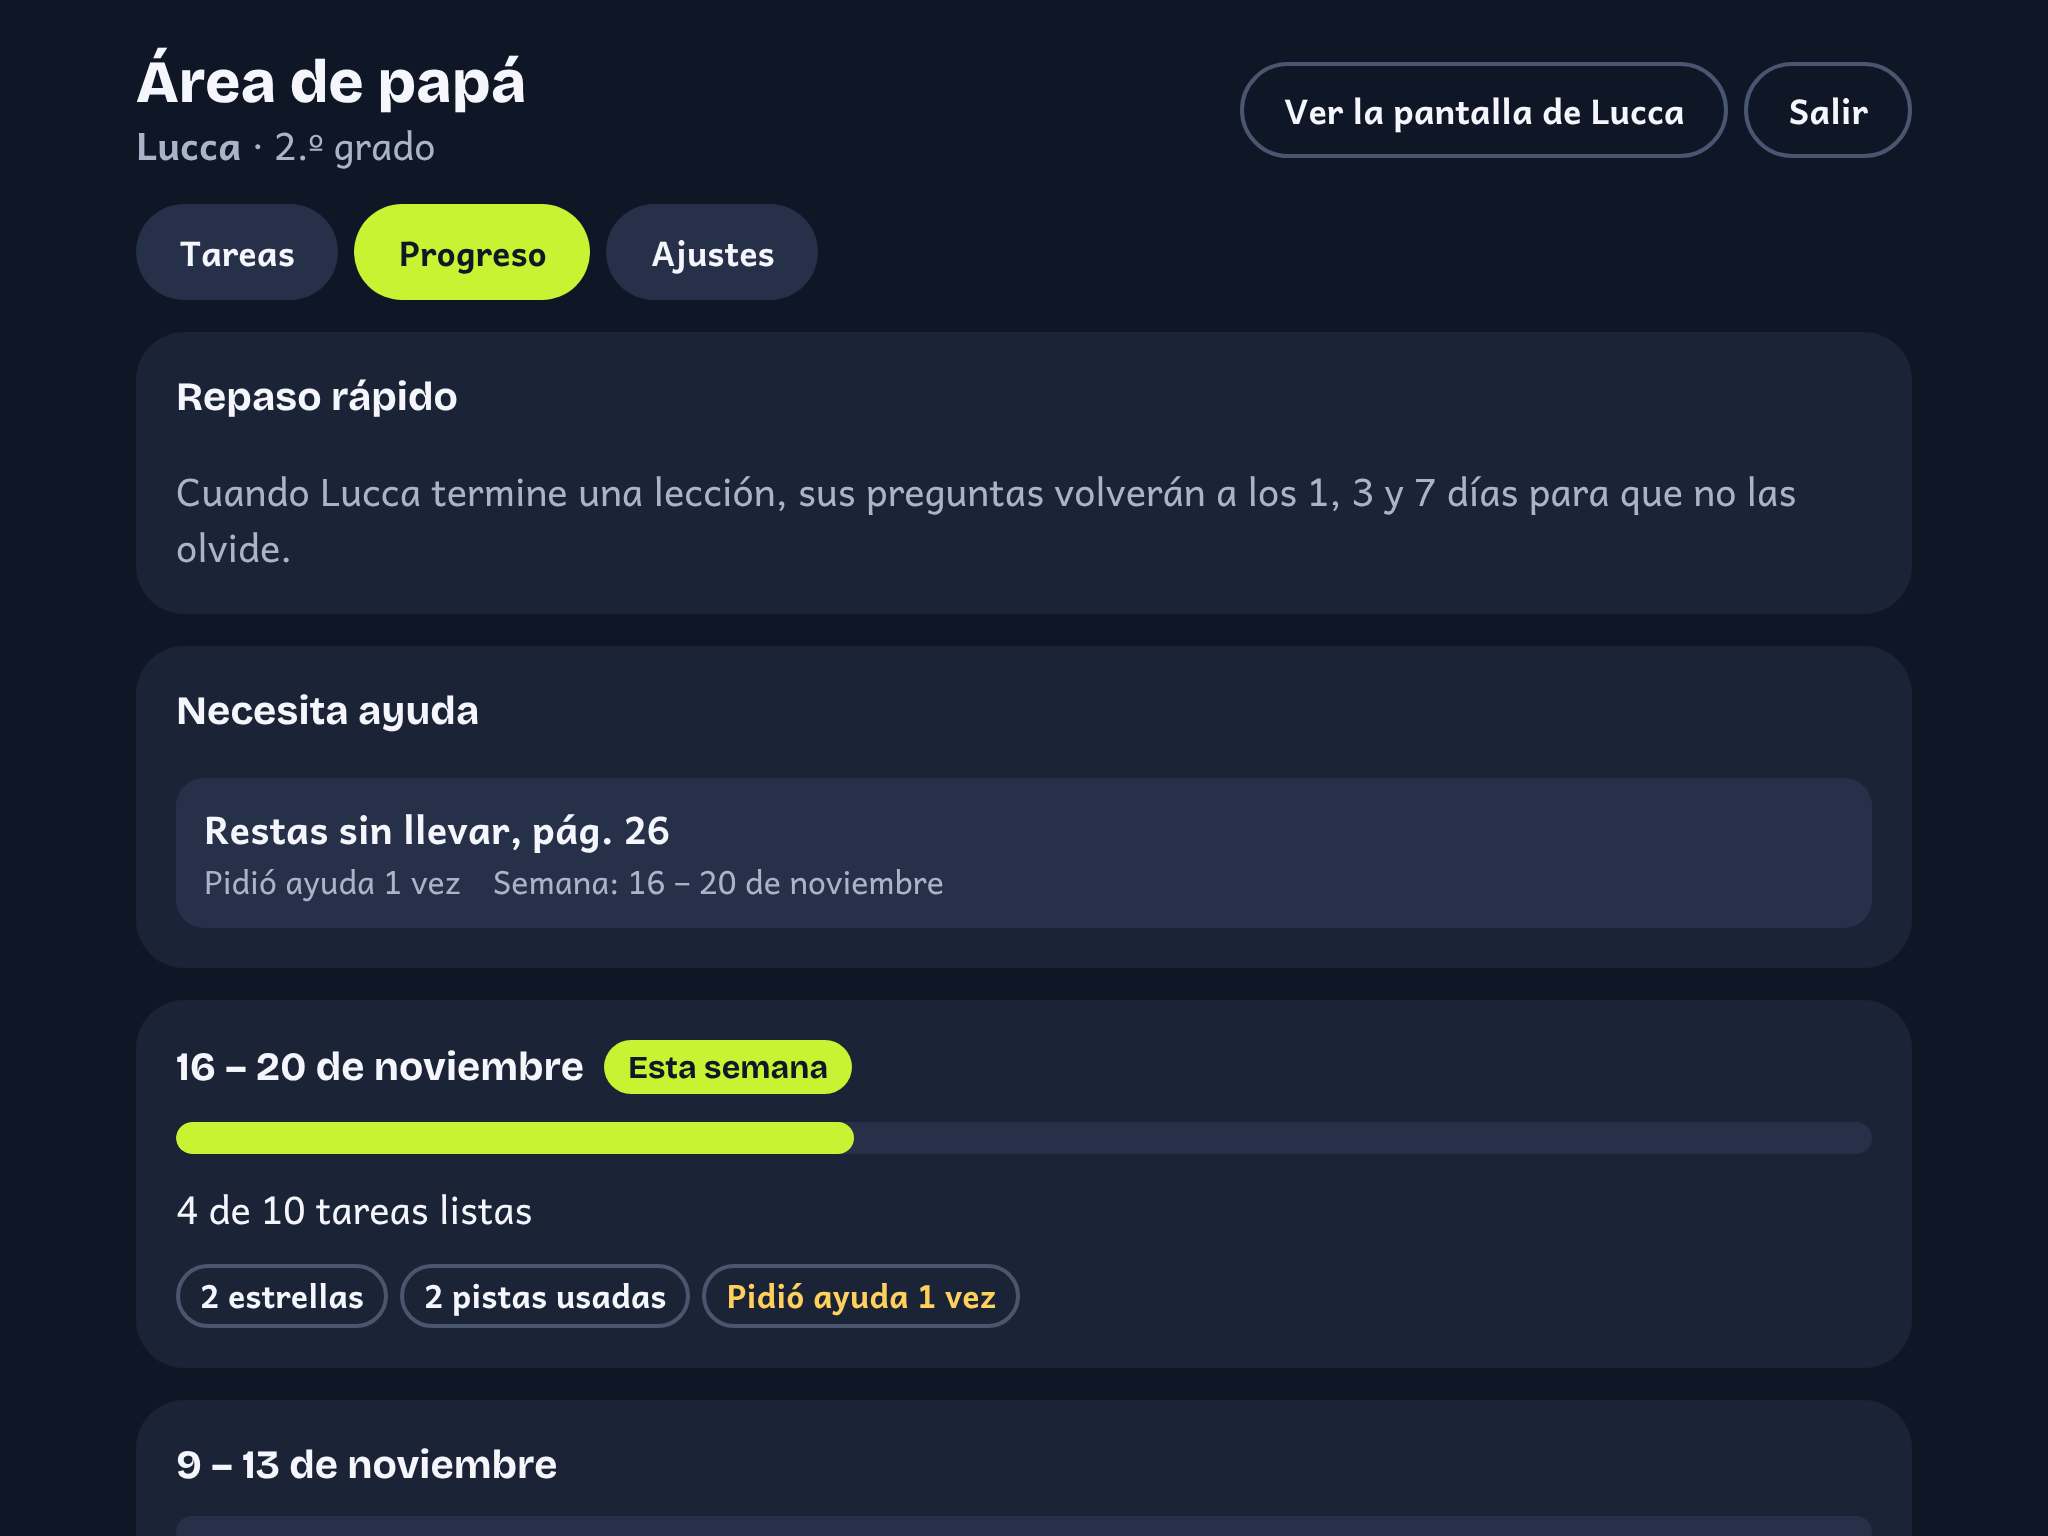 Área de papá
Lucca · 2.º grado
Ver la pantalla de Lucca
Salir
Tareas
Progreso
Ajustes
Repaso rápido
Cuando Lucca termine una lección, sus preguntas volverán a los 1, 3 y 7 días para que no las
olvide.
Necesita ayuda
Restas sin llevar, pág. 26
Pidió ayuda 1 vez Semana: 16 – 20 de noviembre
16 – 20 de noviembre
Esta semana
4 de 10 tareas listas
2 estrellas
2 pistas usadas
Pidió ayuda 1 vez
9 – 13 de noviembre